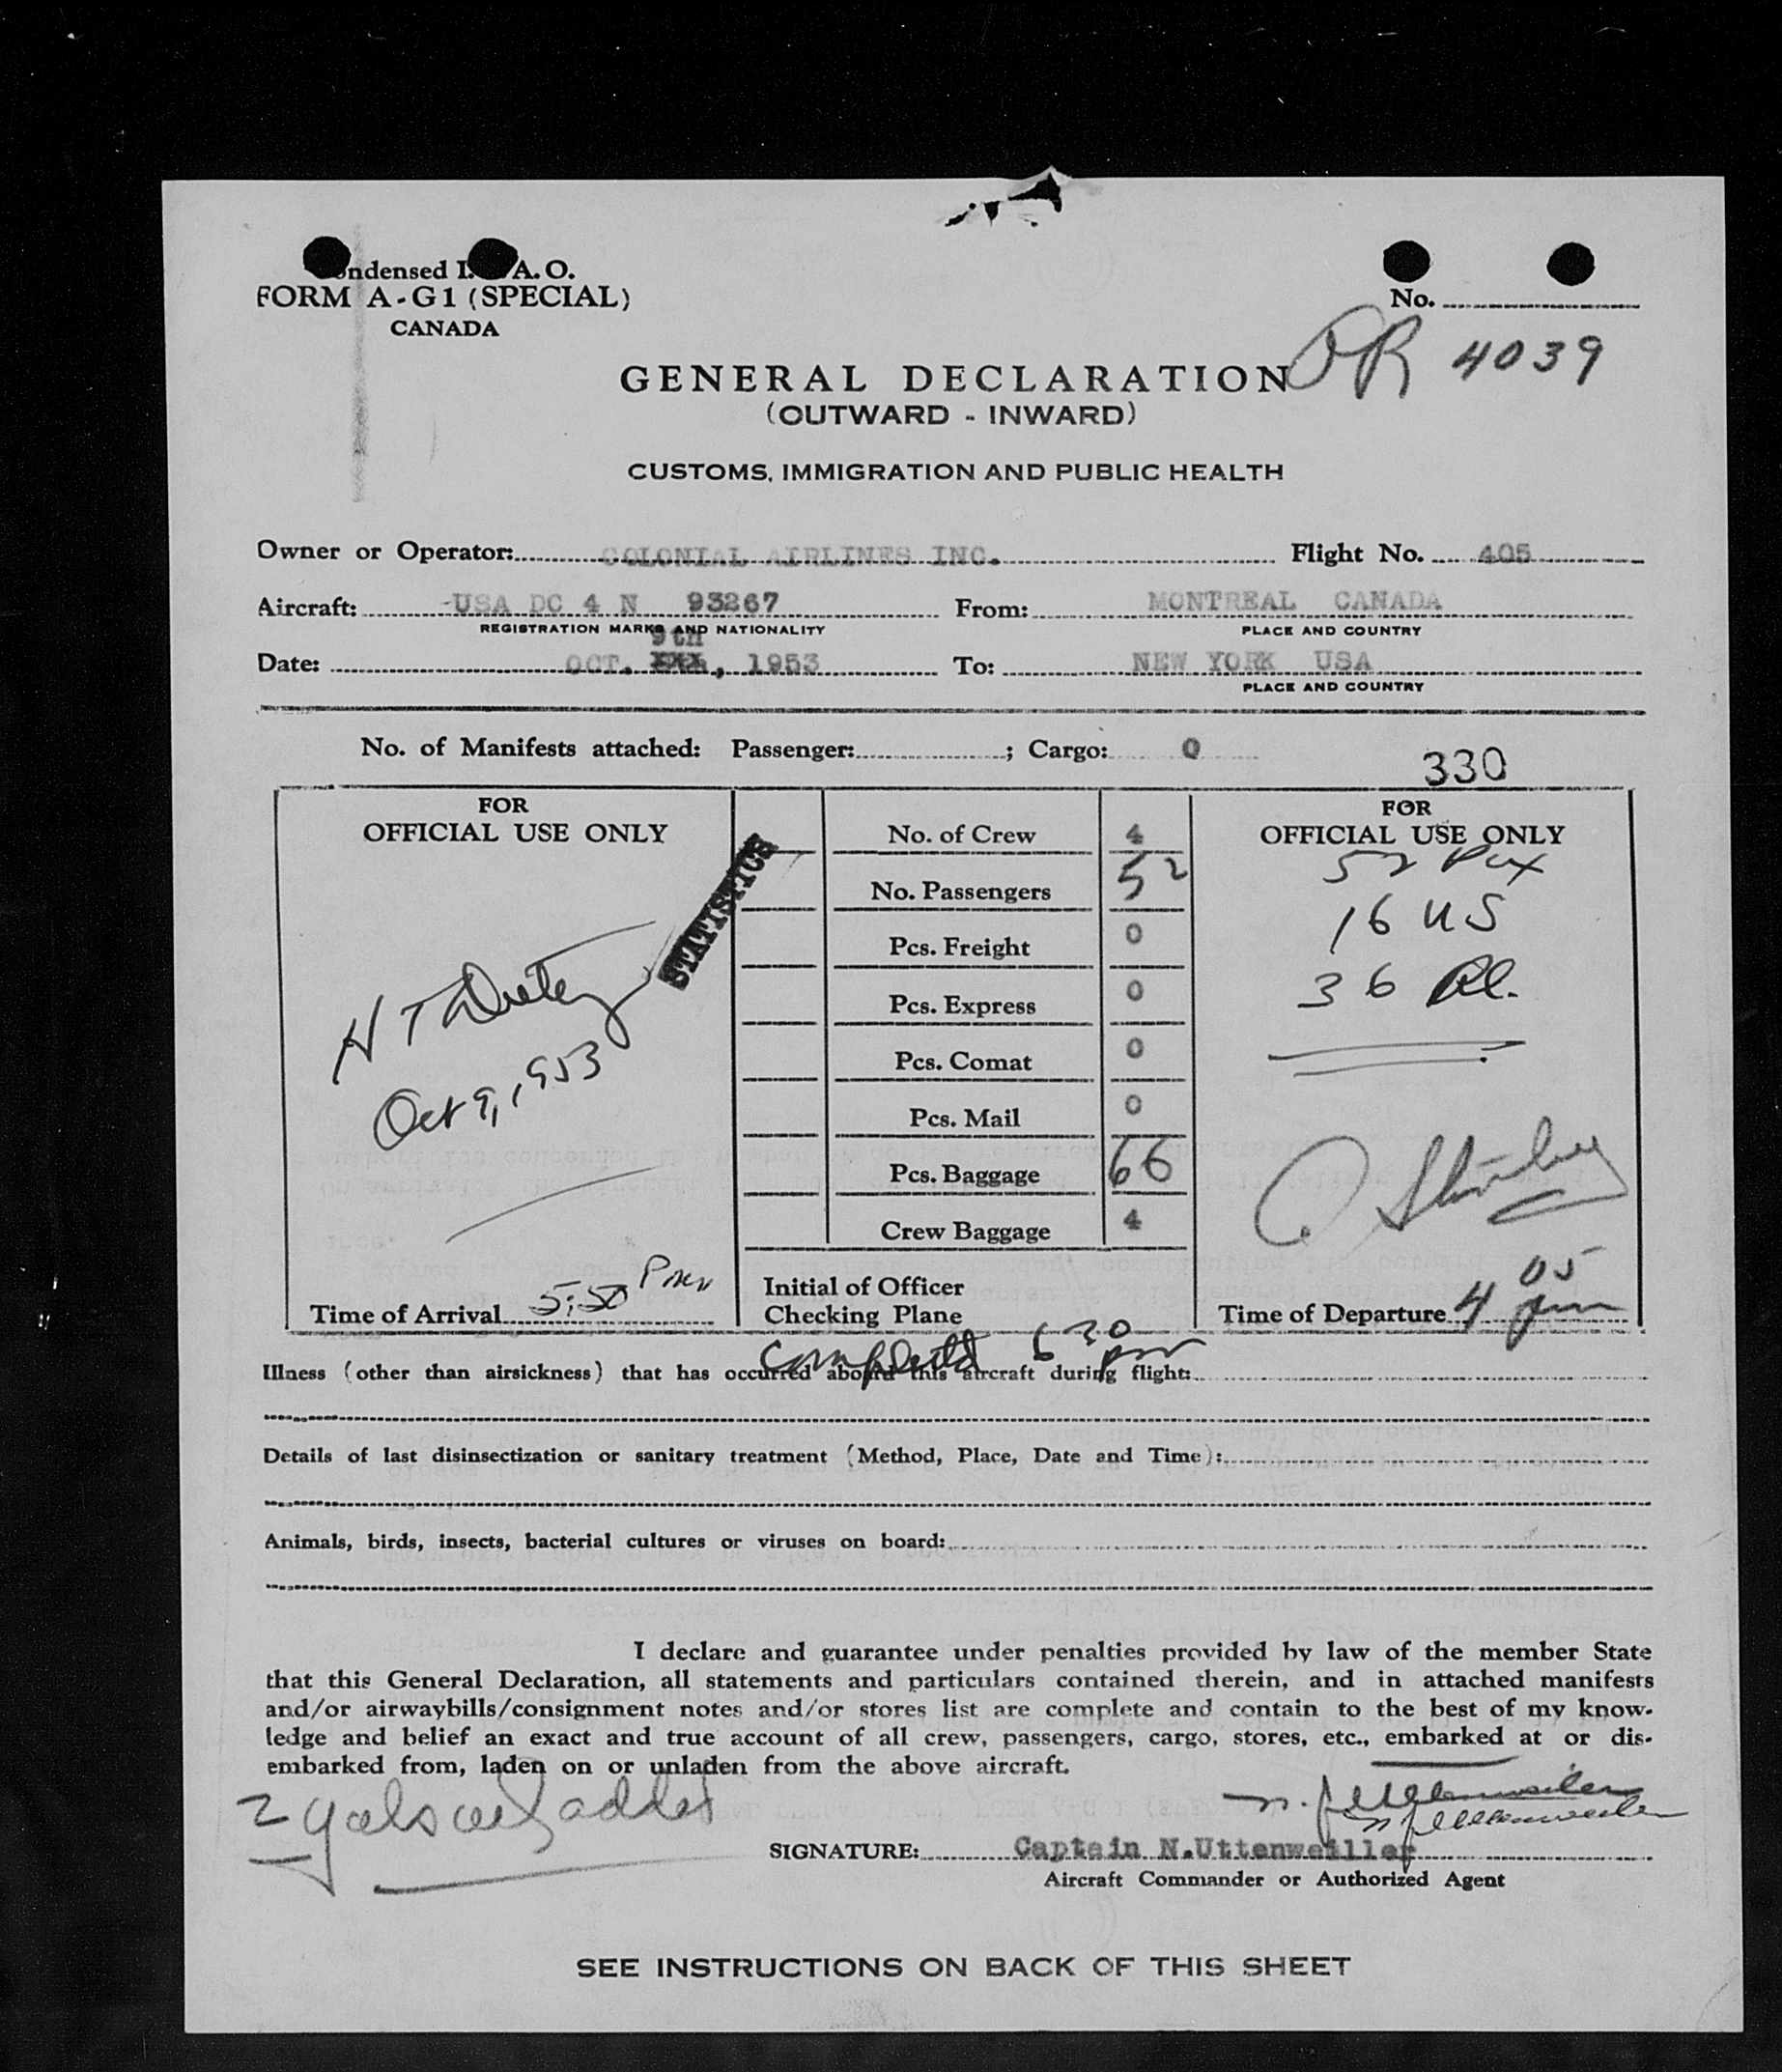 ndensed I. A. O.
FORM A-G1 (SPECIAL)
CANADA
No.
4039
GENERAL DECLARATION
(OUTWARD - INWARD)
CUSTOMS, IMMIGRATION AND PUBLIC HEALTH
Owner or Operator: COLONIAL AIRLINES INC. Flight No. 405
Aircraft: -USA DC 4 N 93267 From: MONTREAL CANADA
REGISTRATION MARKS AND NATIONALITY PLACE AND COUNTRY
9th
Date: OCT. , 1953 To: NEW YORK USA
PLACE AND COUNTRY
No. of Manifests attached: Passenger: ; Cargo: 0
330
FOR
OFFICIAL USE ONLY
STATISTICS
Oct 9, 1953
Time of Arrival 5:50 Pm
No. of Crew 4
No. Passengers 52
Pcs. Freight 0
Pcs. Express 0
Pcs. Comat 0
Pcs. Mail 0
Pcs. Baggage 66
Crew Baggage 4
Initial of Officer
Checking Plane
FOR
OFFICIAL USE ONLY
52 Pax
16 US
36 Al.
Time of Departure 4 05 pm
Completed 6 30 pm
Illness (other than airsickness) that has occurred aboard this aircraft during flight:
Details of last disinsectization or sanitary treatment (Method, Place, Date and Time):
Animals, birds, insects, bacterial cultures or viruses on board:
I declare and guarantee under penalties provided by law of the member State
that this General Declaration, all statements and particulars contained therein, and in attached manifests
and/or airwaybills/consignment notes and/or stores list are complete and contain to the best of my know-
ledge and belief an exact and true account of all crew, passengers, cargo, stores, etc., embarked at or dis-
embarked from, laden on or unladen from the above aircraft.
2 added
N. J. Uttenweiler
N J Uttenweiler
SIGNATURE: Captain N.Uttenweiller
Aircraft Commander or Authorized Agent
SEE INSTRUCTIONS ON BACK OF THIS SHEET